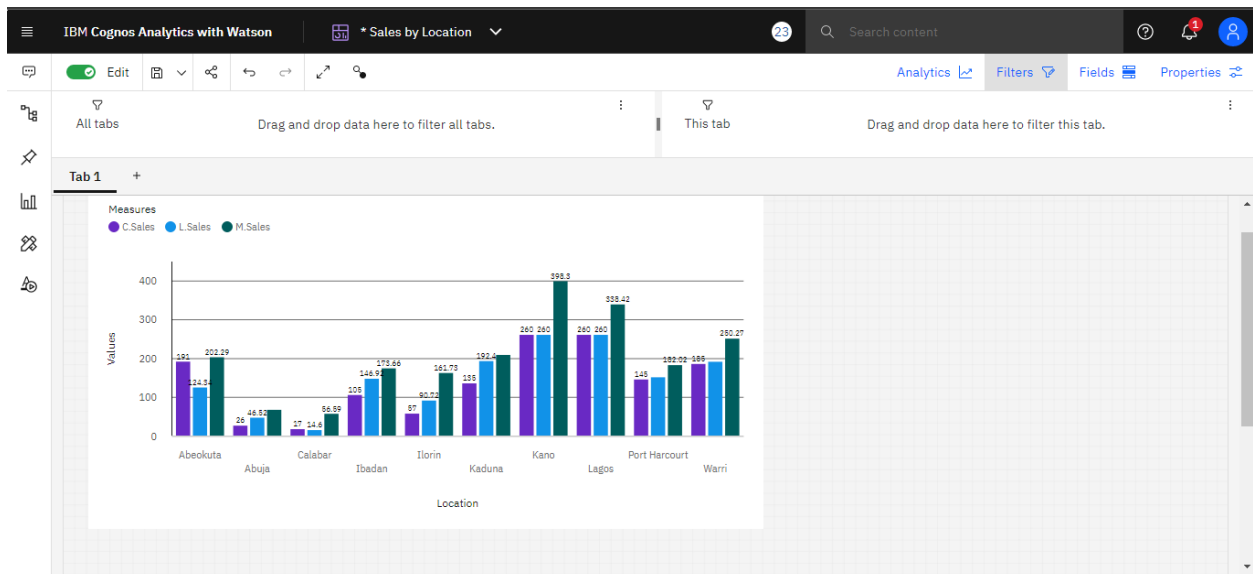 IBM Cognos Analytics with Watson
* Sales by Location
23
Search content
1
Edit
Analytics
Filters
Fields
Properties
All tabs
Drag and drop data here to filter all tabs.
This tab
Drag and drop data here to filter this tab.
Tab 1 +
Measures
C.Sales L.Sales M.Sales
398.3
400
338.42
300
260 260 260 260 250.27
200 191 202.29 173.66 161.73 192.4 182.02 185
146.92 145
124.34 135
100 105 90.72
57
26 46.52 17 14.6 56.59
0
Values
Abeokuta Calabar Ilorin Kano Port Harcourt
Abuja Ibadan Kaduna Lagos Warri
Location